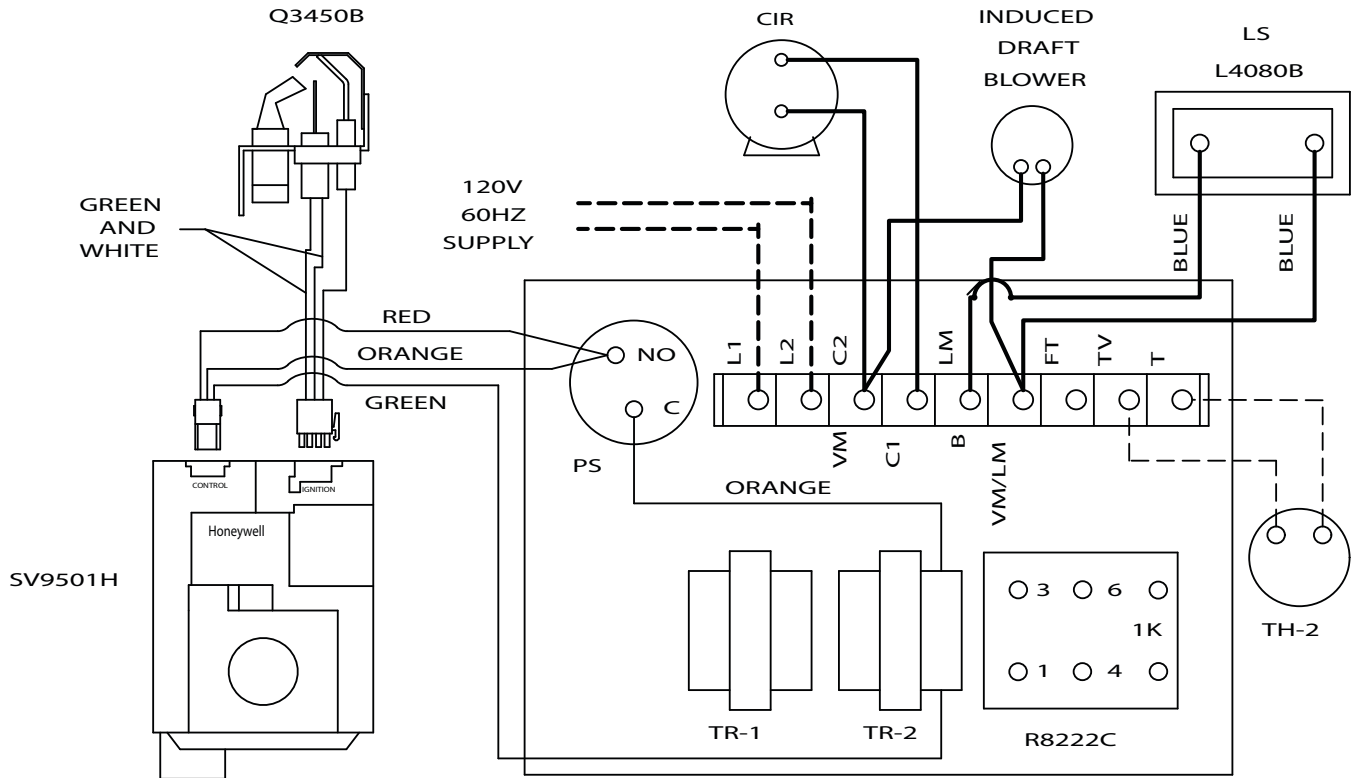 Q3450B
CIR
INDUCED
DRAFT
BLOWER
LS
L4080B
GREEN
AND
WHITE
120V
60HZ
SUPPLY
BLUE
BLUE
RED
ORANGE
GREEN
NO
C
PS
L1
L2
C2
LM
FT
TV
T
VM
C1
B
VM/LM
ORANGE
CONTROL
IGNITION
Honeywell
SV9501H
3
6
1K
1
4
TH-2
TR-1
TR-2
R8222C